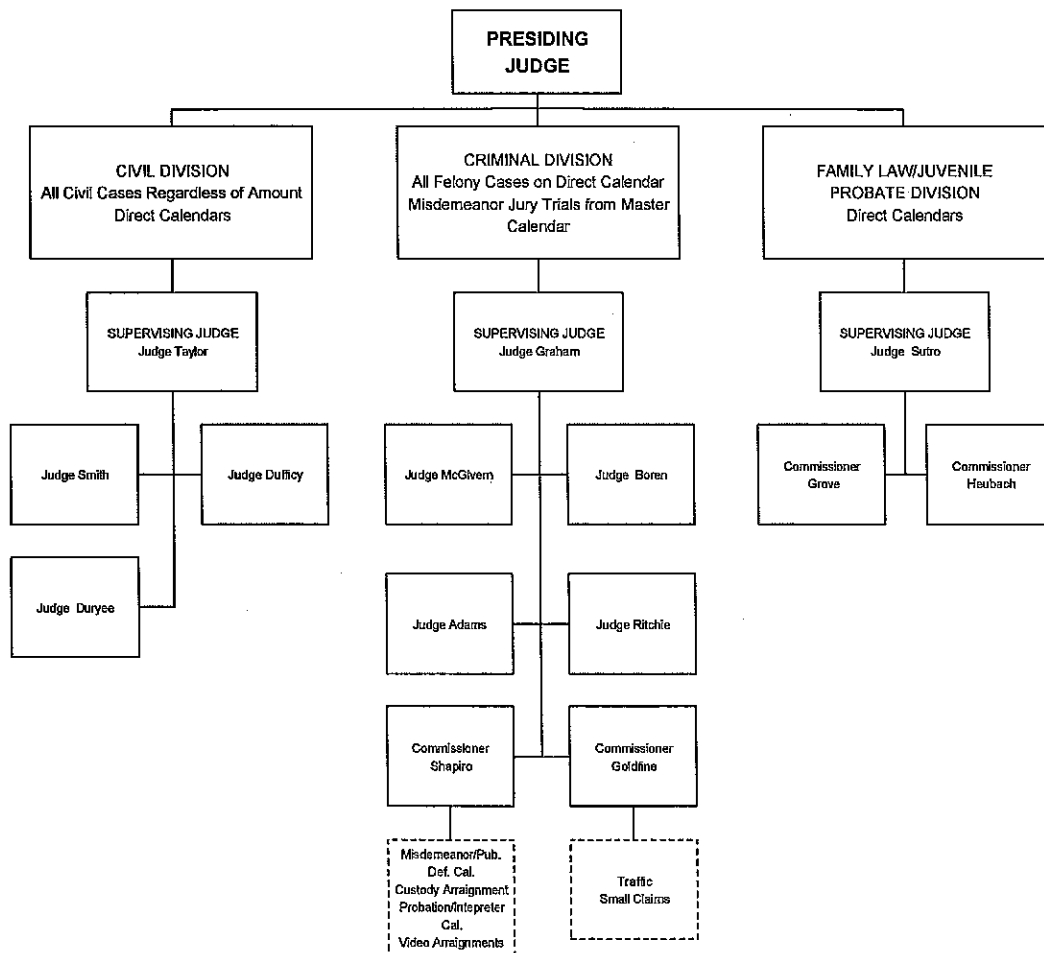 PRESIDING
JUDGE
CIVIL DIVISION
All Civil Cases Regardless of Amount
Direct Calendars
CRIMINAL DIVISION
All Felony Cases on Direct Calendar
Misdemeanor Jury Trials from Master
Calendar
FAMILY LAW/JUVENILE
PROBATE DIVISION
Direct Calendars
SUPERVISING JUDGE
Judge Taylor
SUPERVISING JUDGE
Judge Graham
SUPERVISING JUDGE
Judge Sutro
Judge Smith
Judge Dufficy
Judge McGivern
Judge Boren
Commissioner
Grove
Commissioner
Heubach
Judge Duryee
Judge Adams
Judge Ritchie
Commissioner
Shapiro
Commissioner
Goldfine
Misdemeanor/Pub.
Def. Cal.
Custody Arraignment
Probation/Intepreter
Cal.
Video Arraignments
Traffic
Small Claims